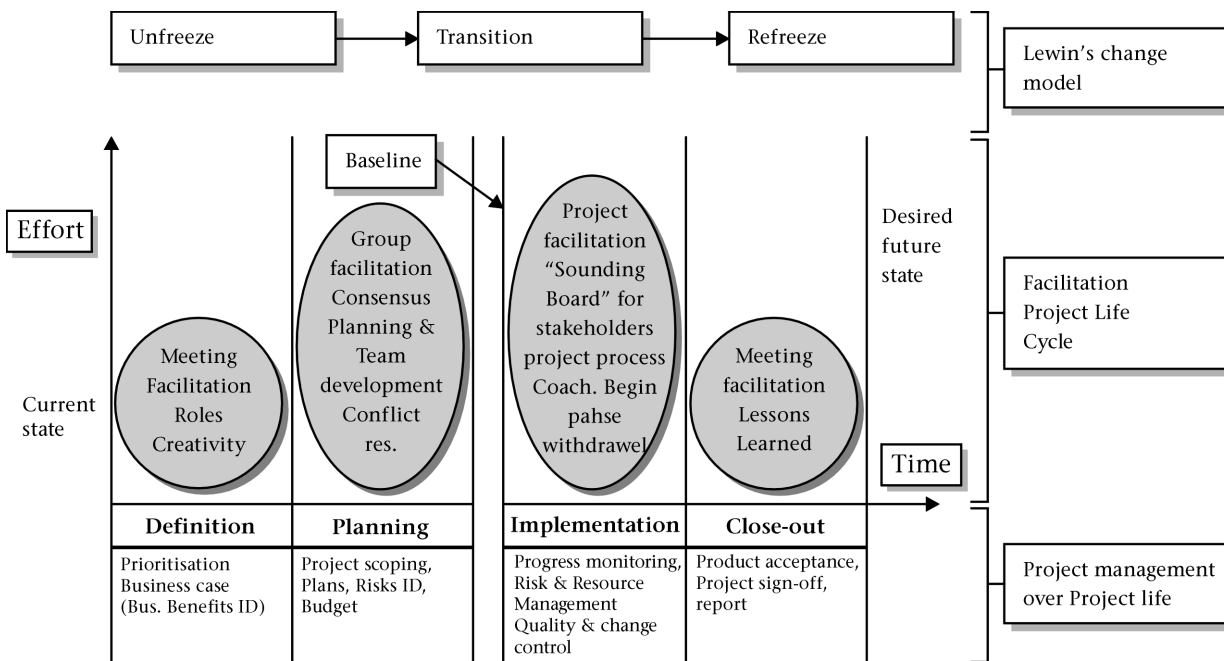 Unfreeze
Transition
Refreeze
Lewin's change
model
Baseline
Effort
Current
state
Meeting
Facilitation
Roles
Creativity
Group
facilitation
Consensus
Planning &
Team
development
Conflict
res.
Project
facilitation
“Sounding
Board” for
stakeholders
project process
Coach. Begin
pahse
withdrawel
Meeting
facilitation
Lessons
Learned
Desired
future
state
Time
Facilitation
Project Life
Cycle
Definition
Planning
Implementation
Close-out
Prioritisation
Business case
(Bus. Benefits ID)
Project scoping,
Plans, Risks ID,
Budget
Progress monitoring,
Risk & Resource
Management
Quality & change
control
Product acceptance,
Project sign-off,
report
Project management
over Project life